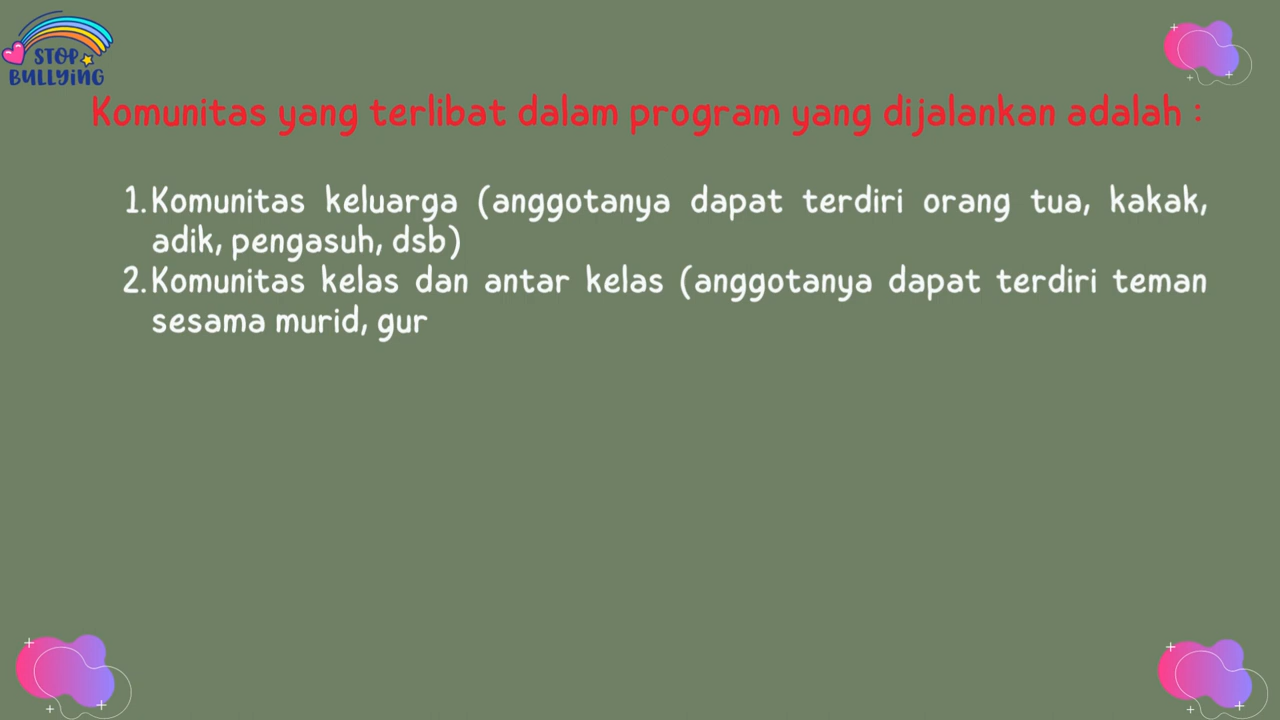 STOP
BULLYiNG
Komunitas yang terlibat dalam program yang dijalankan adalah :
1. Komunitas keluarga (anggotanya dapat terdiri orang tua, kakak,
adik, pengasuh, dsb)
2. Komunitas kelas dan antar kelas (anggotanya dapat terdiri teman
sesama murid, gur